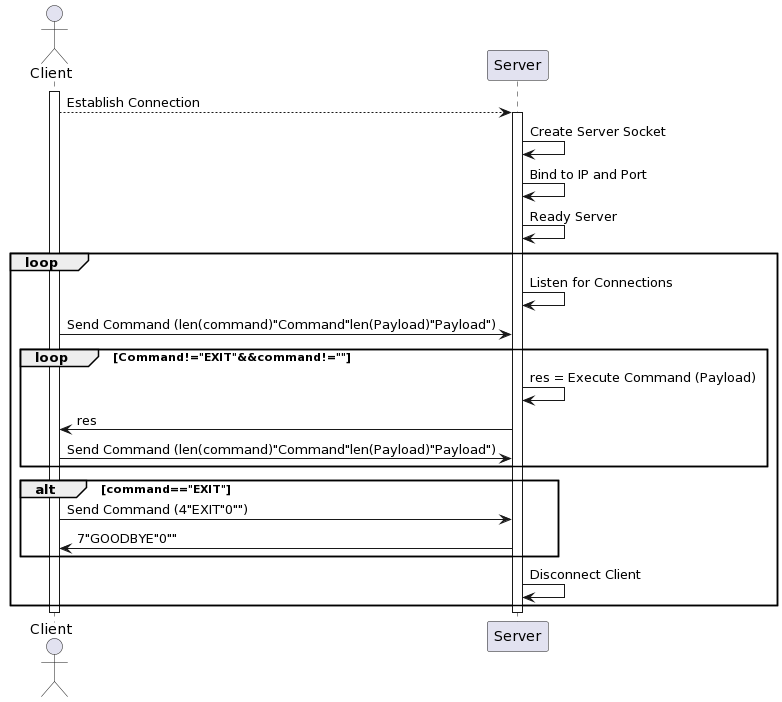 Client
Server
Establish Connection
Create Server Socket
Bind to IP and Port
Ready Server
loop
Listen for Connections
Send Command (len(command)"Command"len(Payload)"Payload")
loop [Command!="EXIT"&&command!=""]
res = Execute Command (Payload)
res
Send Command (len(command)"Command"len(Payload)"Payload")
alt [command=="EXIT"]
Send Command (4"EXIT"0"")
7"GOODBYE"0""
Disconnect Client
Client
Server